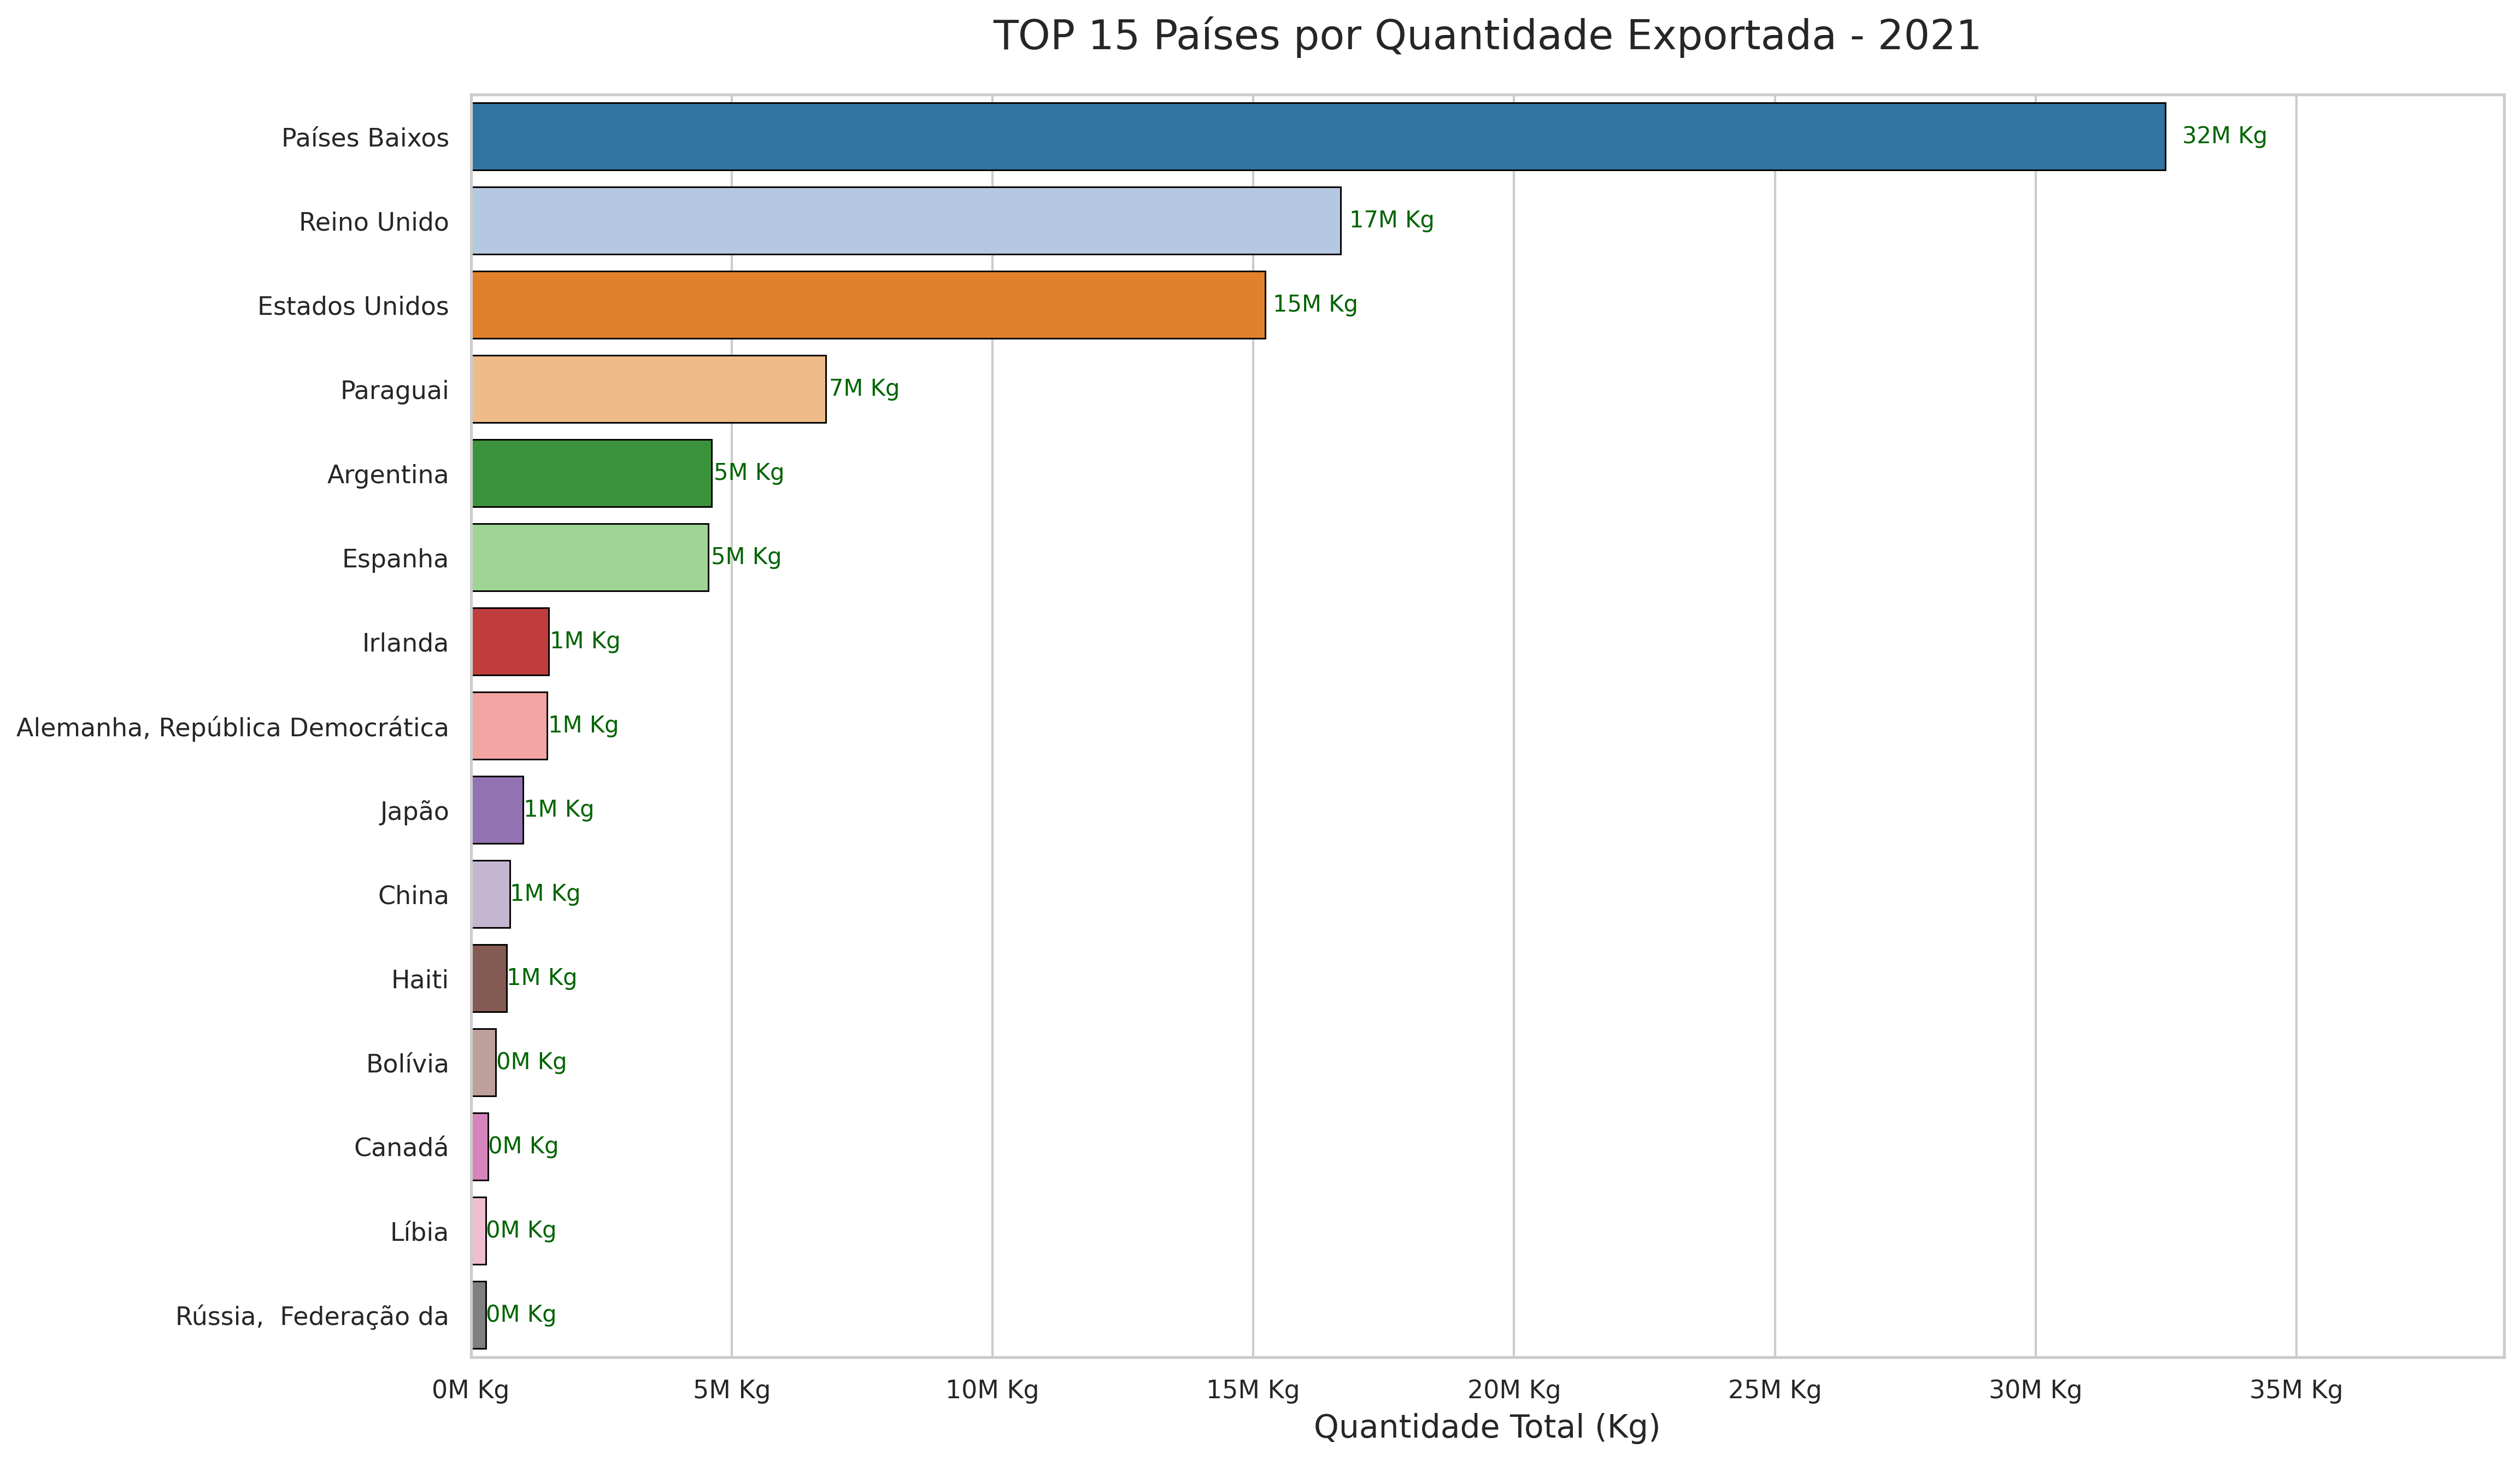 TOP 15 Países por Quantidade Exportada - 2021
Países Baixos
32M Kg
Reino Unido
17M Kg
Estados Unidos
15M Kg
Paraguai
7M Kg
Argentina
5M Kg
Espanha
5M Kg
Irlanda
1M Kg
Alemanha, República Democrática
1M Kg
Japão
1M Kg
China
1M Kg
Haiti
1M Kg
Bolívia
0M Kg
Canadá
0M Kg
Líbia
0M Kg
Rússia,  Federação da
0M Kg
0M Kg 5M Kg 10M Kg 15M Kg 20M Kg 25M Kg 30M Kg 35M Kg
Quantidade Total (Kg)